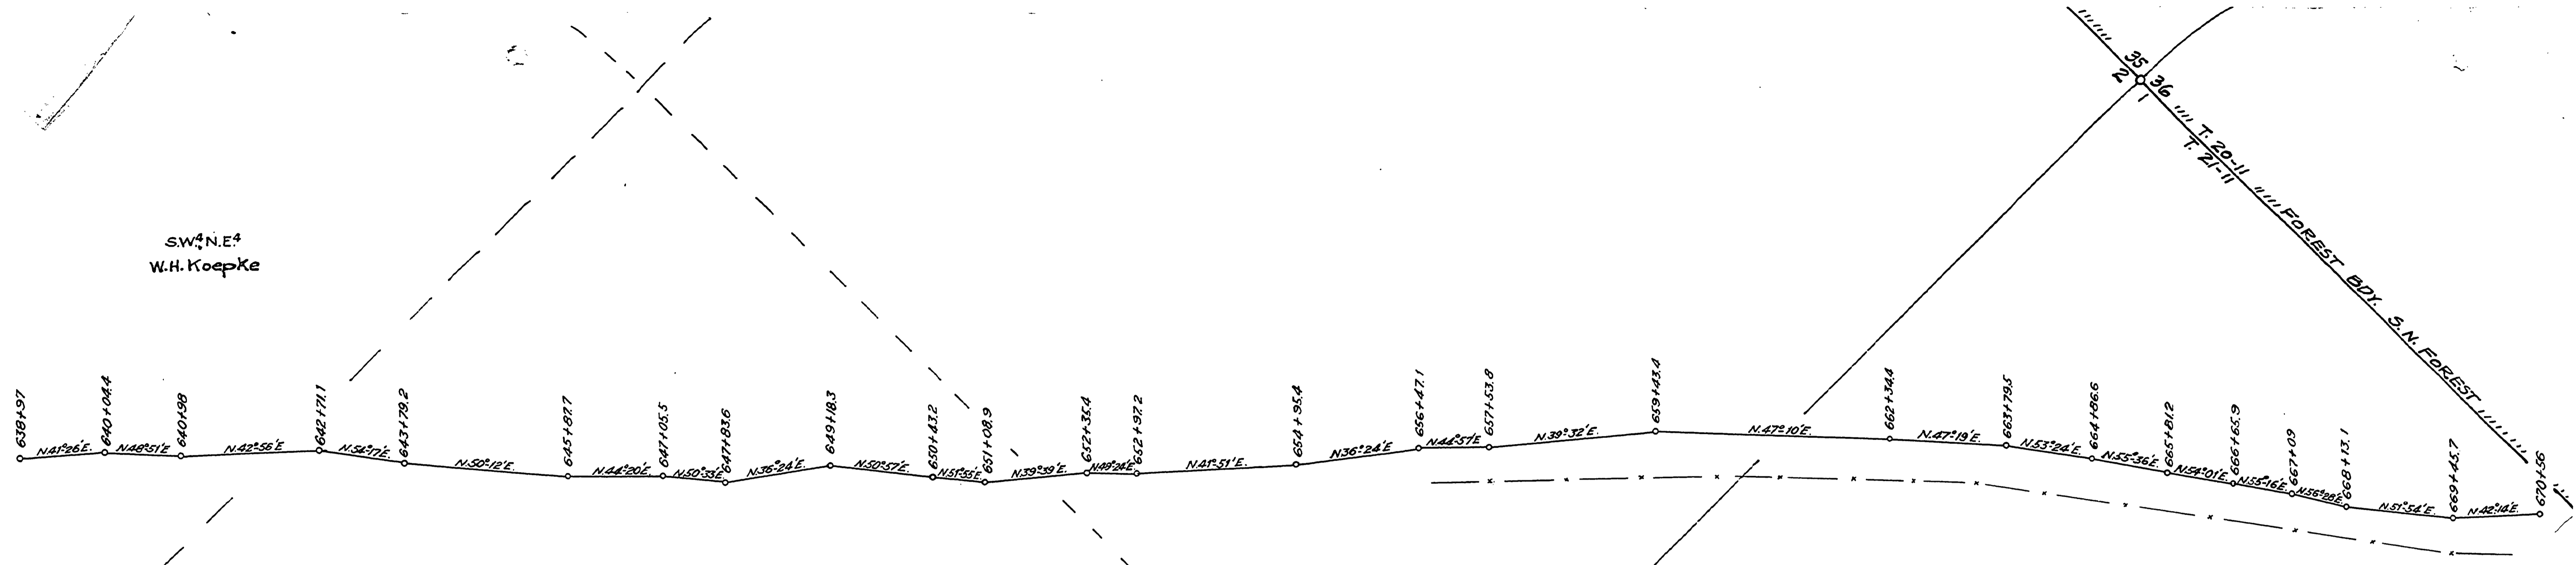 35
2
36
1
T. 20-11
T. 21-11
FOREST BDY. S.N. FOREST
S.W.4 N.E.4
W.H. Koepke
638+97
N.41°-26'E.
640+04.4
N.48°51'E
640+98
N.42°-56'E
642+71.1
N.54°-17'E.
643+79.2
N.50°-12'E.
645+87.7
N.44°-20'E.
647+05.5
N.50°-33'E.
647+83.6
N.36°-24'E.
649+18.3
N.50°-57'E.
650+43.2
N.51°55'E.
651+08.9
N.39°-39'E.
652+35.4
N.49°-24'E.
652+97.2
N.41°-51'E.
654+95.4
N.36°-24'E
656+47.1
N.44°-57'E
657+53.8
N.39°-32'E.
659+43.4
N.47°-10'E.
662+34.4
N.47°-19'E.
663+79.5
N.53°-24'E.
664+86.6
N.55°-36'E.
665+81.2
N.54°-01'E.
666+65.9
N.55°-16'E.
667+09
N.56°28'E.
668+13.1
N.51°-54'E.
669+45.7
N.42°-14'E.
670+56